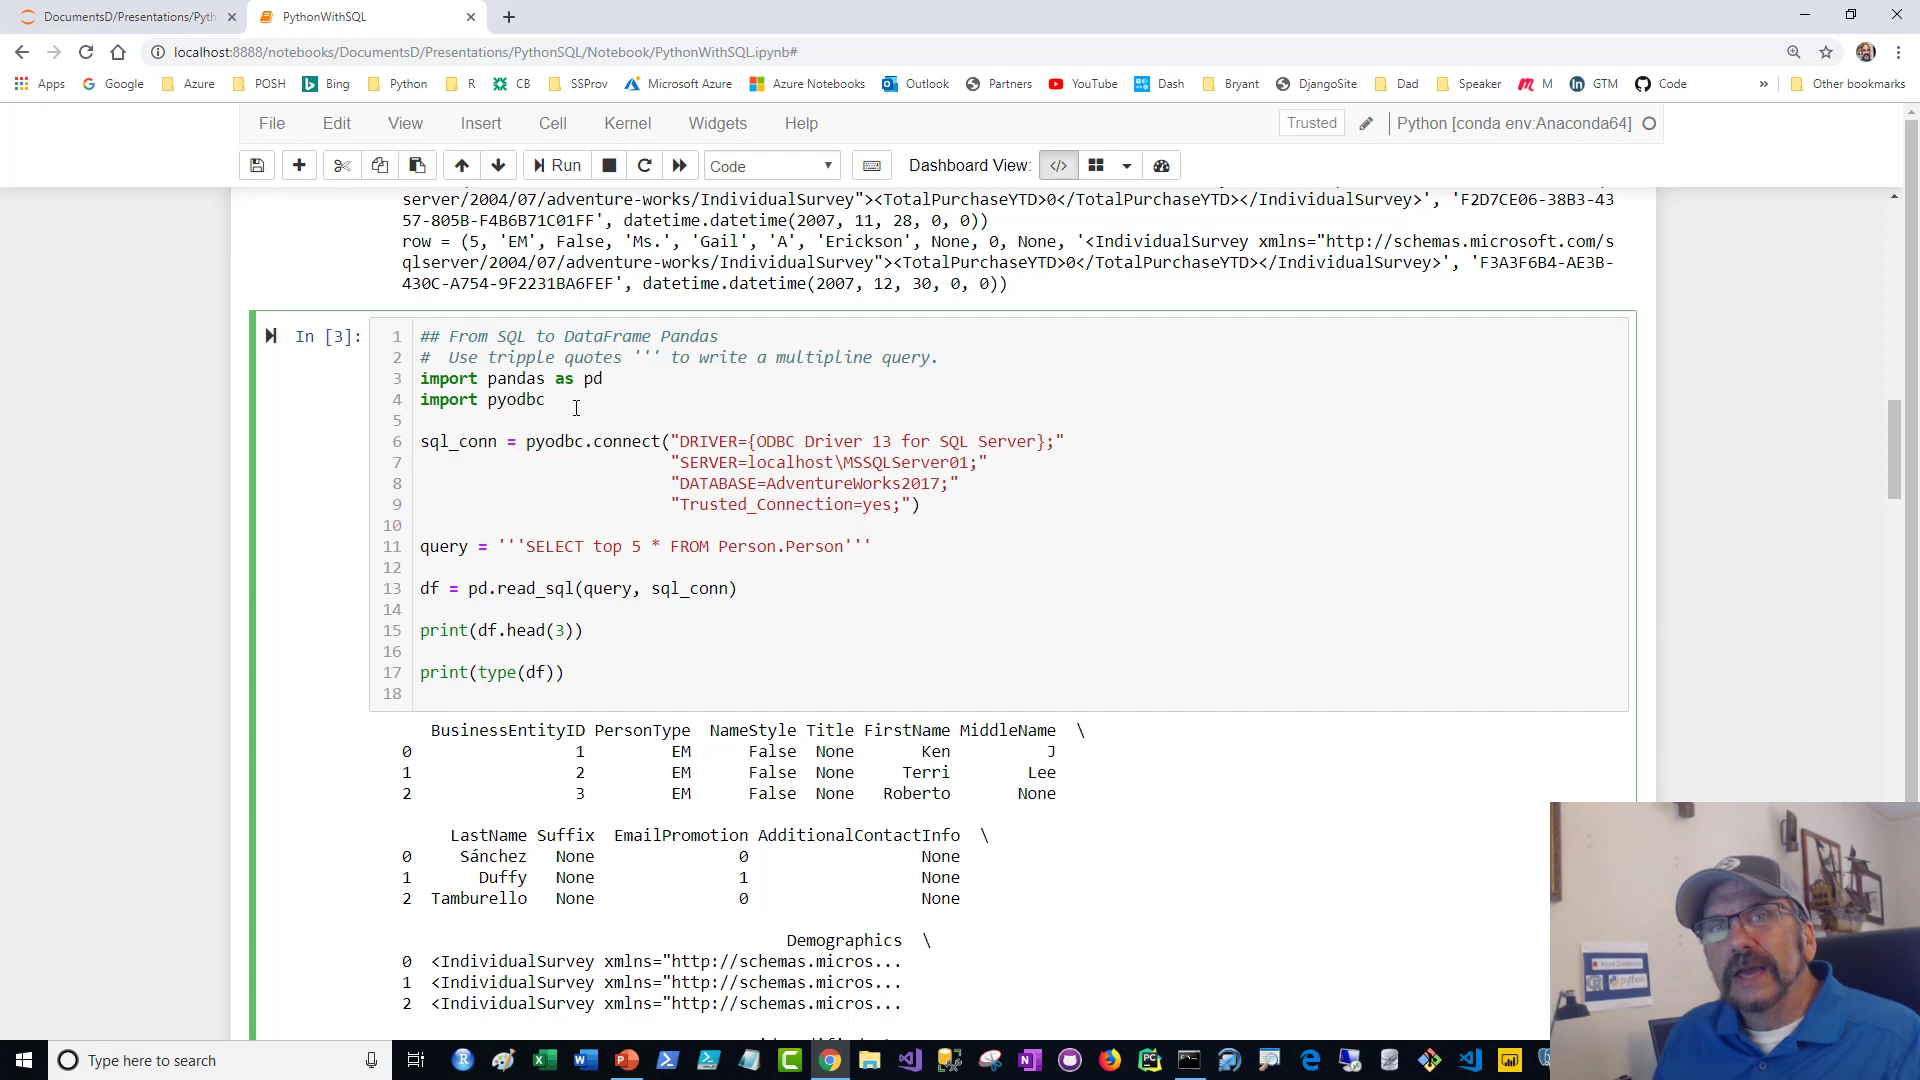 DocumentsD/Presentations/Pyth
PythonWithSQL
localhost:8888/notebooks/DocumentsD/Presentations/PythonSQL/Notebook/PythonWithSQL.ipynb#
Apps Google Azure POSH Bing Python R CB SSProv Microsoft Azure Azure Notebooks Outlook Partners YouTube Dash Bryant DjangoSite Dad Speaker M GTM Code » Other bookmarks
File Edit View Insert Cell Kernel Widgets Help Trusted Python [conda env:Anaconda64]
Run Code Dashboard View:
server/2004/07/adventure-works/IndividualSurvey"><TotalPurchaseYTD>0</TotalPurchaseYTD></IndividualSurvey>', 'F2D7CE06-38B3-43
57-805B-F4B6B71C01FF', datetime.datetime(2007, 11, 28, 0, 0))
row = (5, 'EM', False, 'Ms.', 'Gail', 'A', 'Erickson', None, 0, None, '<IndividualSurvey xmlns="http://schemas.microsoft.com/s
qlserver/2004/07/adventure-works/IndividualSurvey"><TotalPurchaseYTD>0</TotalPurchaseYTD></IndividualSurvey>', 'F3A3F6B4-AE3B-
430C-A754-9F2231BA6FEF', datetime.datetime(2007, 12, 30, 0, 0))
In [3]: 1 ## From SQL to DataFrame Pandas
2 # Use tripple quotes ''' to write a multipline query.
3 import pandas as pd
4 import pyodbc
5
6 sql_conn = pyodbc.connect("DRIVER={ODBC Driver 13 for SQL Server};"
7 "SERVER=localhost\MSSQLServer01;"
8 "DATABASE=AdventureWorks2017;"
9 "Trusted_Connection=yes;")
10
11 query = '''SELECT top 5 * FROM Person.Person'''
12
13 df = pd.read_sql(query, sql_conn)
14
15 print(df.head(3))
16
17 print(type(df))
18
BusinessEntityID PersonType NameStyle Title FirstName MiddleName \
0 1 EM False None Ken J
1 2 EM False None Terri Lee
2 3 EM False None Roberto None
LastName Suffix EmailPromotion AdditionalContactInfo \
0 Sánchez None 0 None
1 Duffy None 1 None
2 Tamburello None 0 None
Demographics \
0 <IndividualSurvey xmlns="http://schemas.micros...
1 <IndividualSurvey xmlns="http://schemas.micros...
2 <IndividualSurvey xmlns="http://schemas.micros...
Type here to search